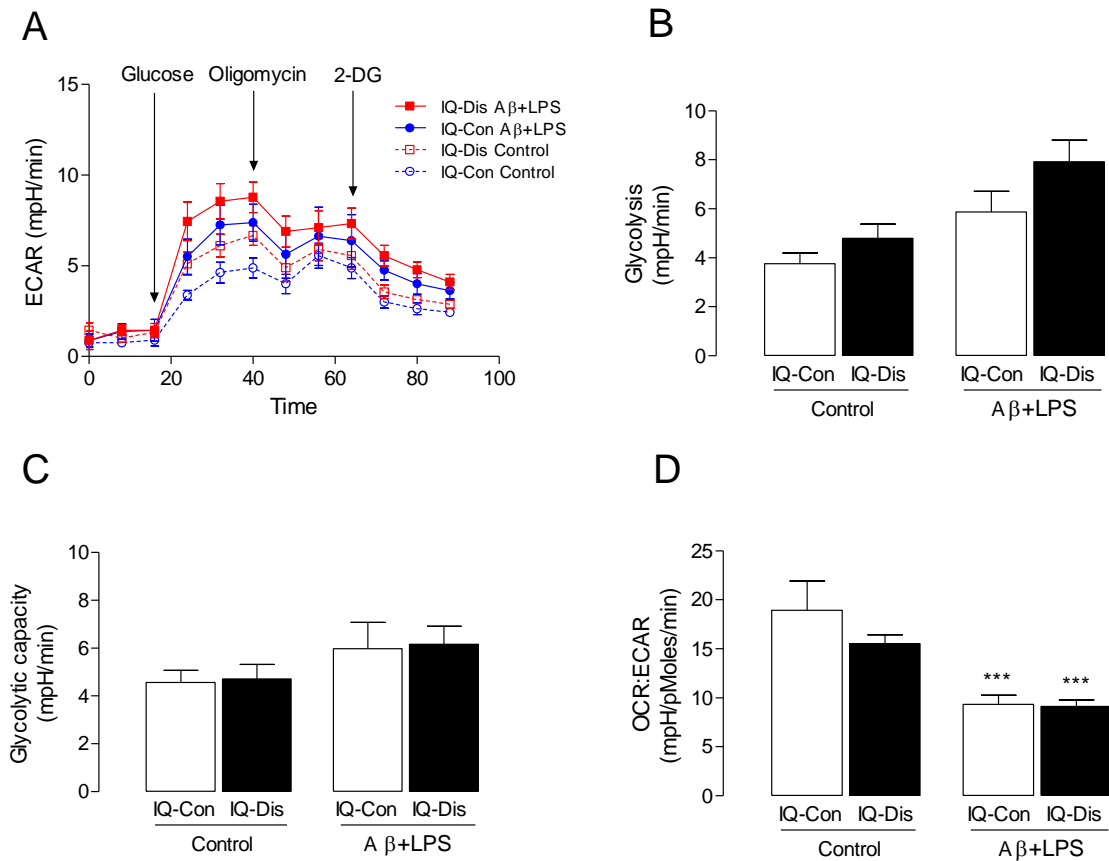 A
Glucose
Oligomycin
2-DG
15
10
5
0
ECAR (mpH/min)
0
20
40
60
80
100
Time
IQ-Dis Aβ+LPS
IQ-Con Aβ+LPS
IQ-Dis Control
IQ-Con Control
B
10
8
6
4
2
0
Glycolysis
(mpH/min)
IQ-Con
IQ-Dis
IQ-Con
IQ-Dis
Control
Aβ+LPS
C
10
8
6
4
2
0
Glycolytic capacity
(mpH/min)
IQ-Con
IQ-Dis
IQ-Con
IQ-Dis
Control
Aβ+LPS
D
25
20
15
10
5
0
OCR:ECAR
(mpH/pMoles/min)
***
***
IQ-Con
IQ-Dis
IQ-Con
IQ-Dis
Control
Aβ+LPS